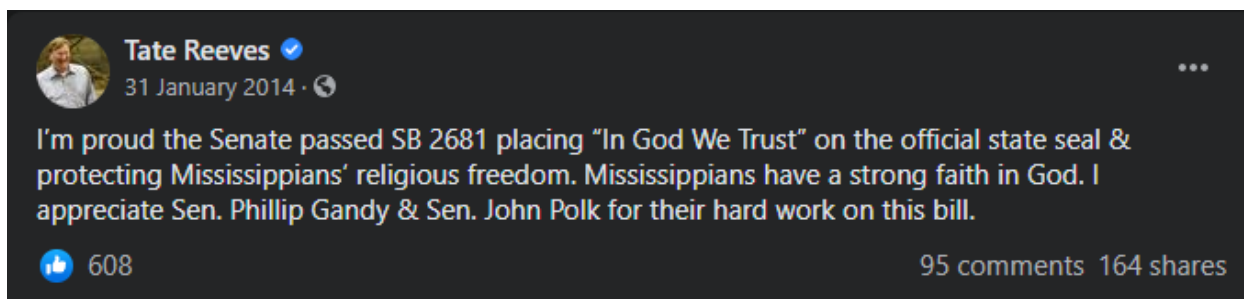 Tate Reeves
31 January 2014 ·
I’m proud the Senate passed SB 2681 placing “In God We Trust” on the official state seal &
protecting Mississippians’ religious freedom. Mississippians have a strong faith in God. I
appreciate Sen. Phillip Gandy & Sen. John Polk for their hard work on this bill.
608
95 comments 164 shares